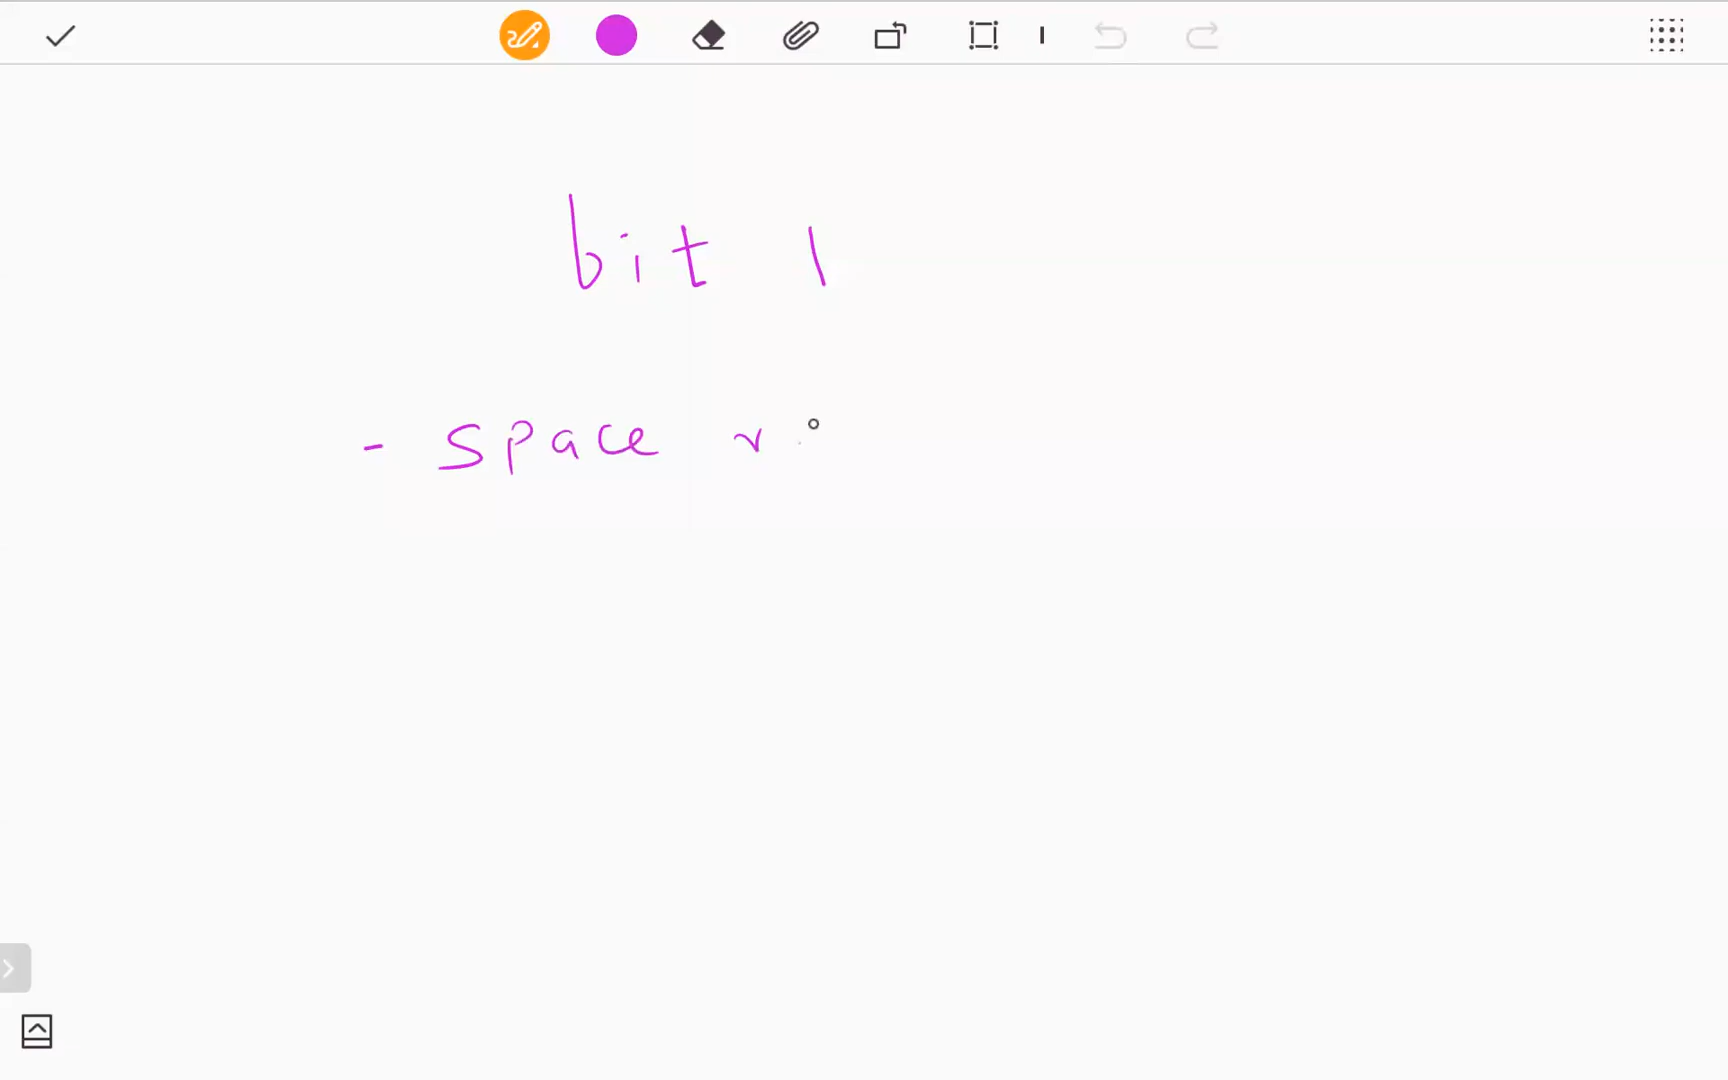 bit 1
- space r